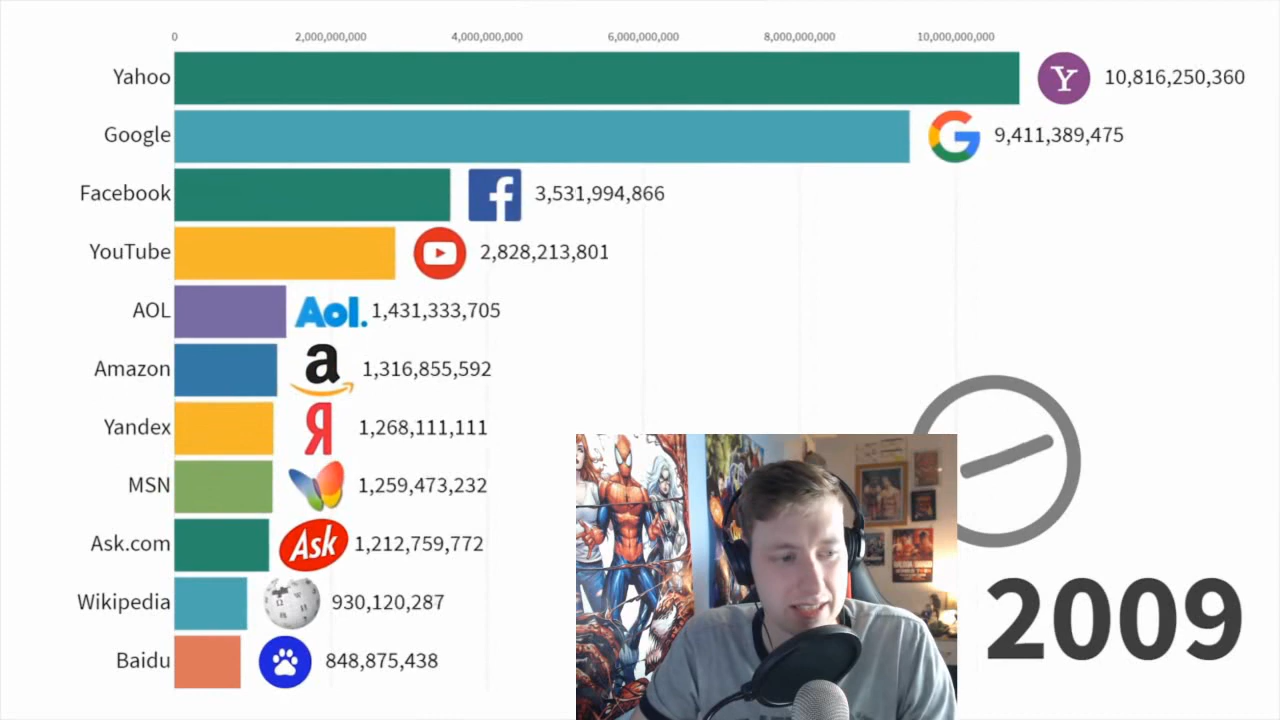 0 2,000,000,000 4,000,000,000 6,000,000,000 8,000,000,000 10,000,000,000
Yahoo Y 10,816,250,360
Google G 9,411,389,475
Facebook f 3,531,994,866
YouTube 2,828,213,801
AOL Aol. 1,431,333,705
Amazon a 1,316,855,592
Yandex Я 1,268,111,111
MSN 1,259,473,232
Ask.com Ask 1,212,759,772
Wikipedia 930,120,287
Baidu 848,875,438
2009